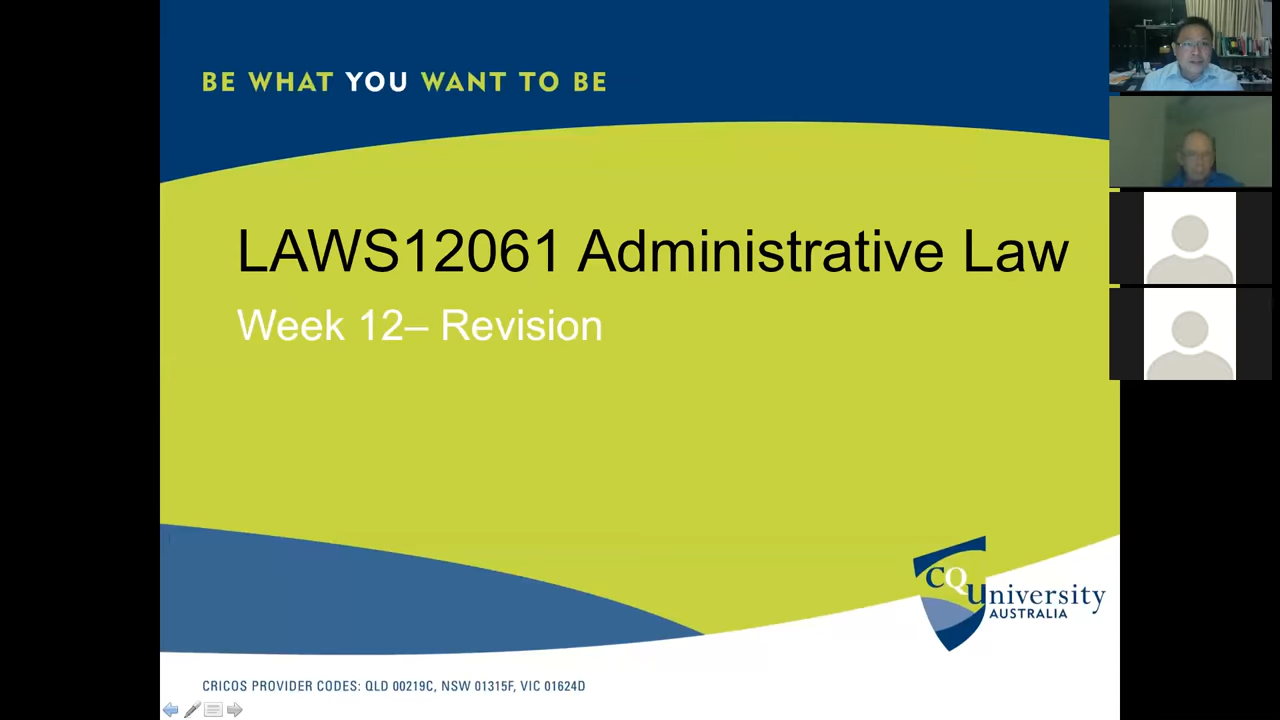 BE WHAT YOU WANT TO BE
LAWS12061 Administrative Law
Week 12– Revision
CQUniversity
AUSTRALIA
CRICOS PROVIDER CODES: QLD 00219C, NSW 01315F, VIC 01624D